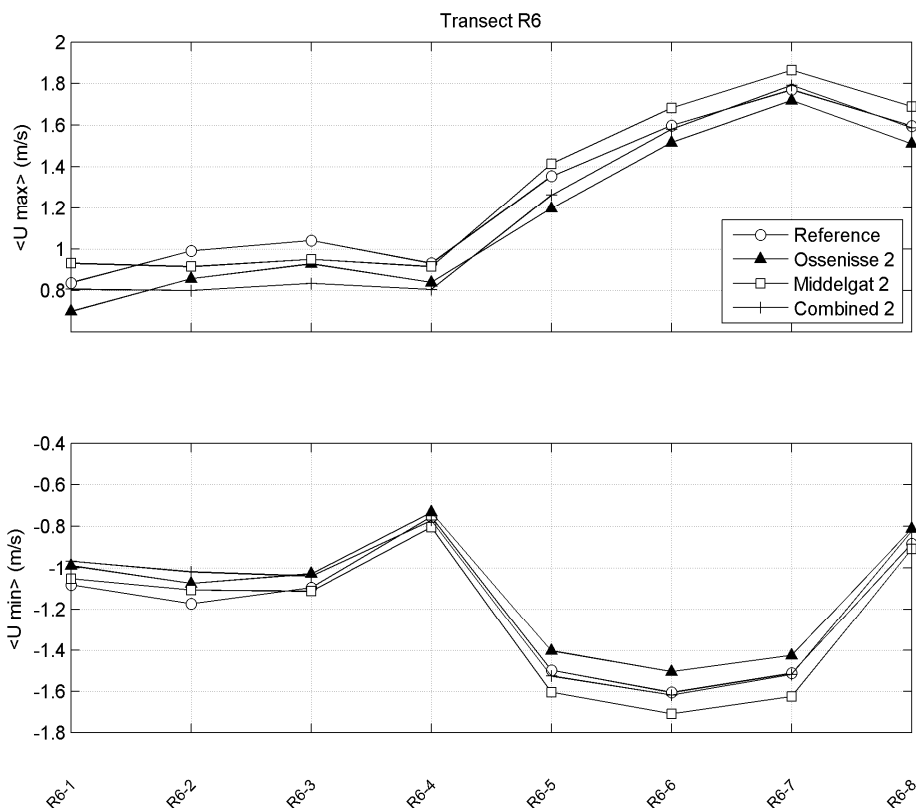 Transect R6
<U max> (m/s)
2
1.8
1.6
1.4
1.2
1
0.8
Reference
Ossenisse 2
Middelgat 2
Combined 2
<U min> (m/s)
-0.4
-0.6
-0.8
-1
-1.2
-1.4
-1.6
-1.8
R6-1
R6-2
R6-3
R6-4
R6-5
R6-6
R6-7
R6-8